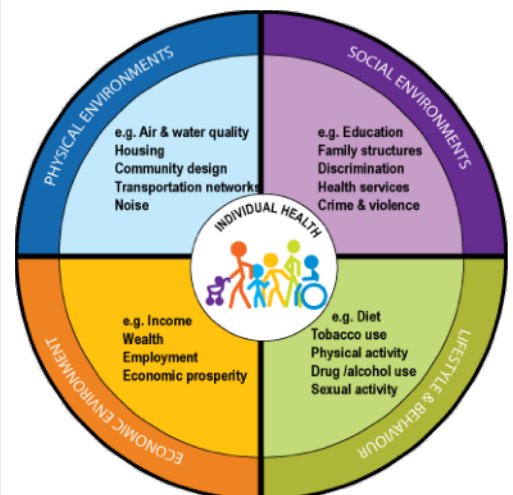 PHYSICAL ENVIRONMENTS
e.g. Air & water quality
Housing
Community design
Transportation networks
Noise
SOCIAL ENVIRONMENTS
e.g. Education
Family structures
Discrimination
Health services
Crime & violence
INDIVIDUAL HEALTH
ECONOMIC ENVIRONMENT
e.g. Income
Wealth
Employment
Economic prosperity
LIFESTYLE & BEHAVIOUR
e.g. Diet
Tobacco use
Physical activity
Drug /alcohol use
Sexual activity